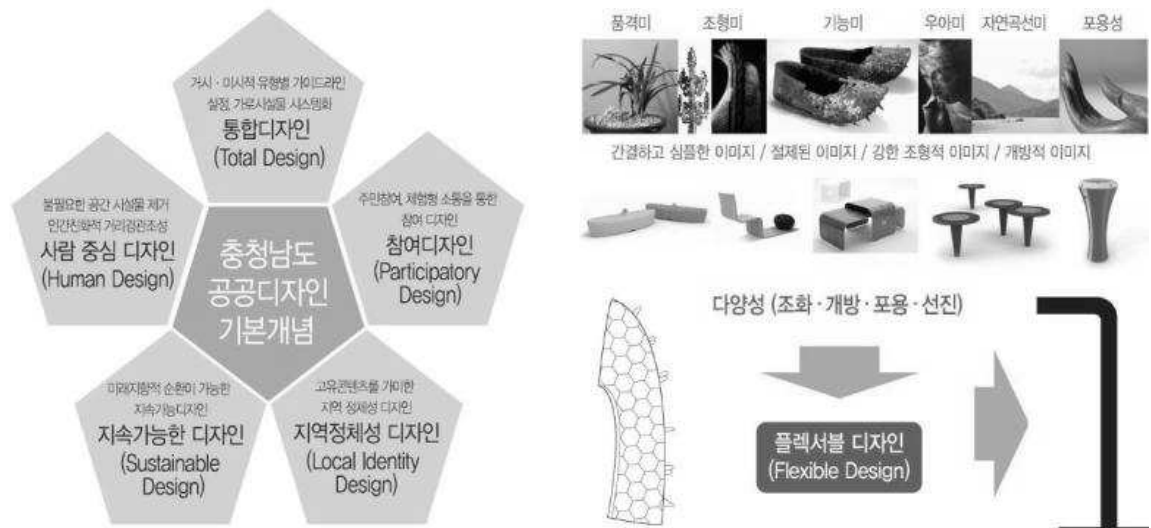 거시·미시적 유형별 가이드라인
설정, 가로시설물 시스템화
통합디자인
(Total Design)
불필요한 공간 시설물 제거
인간친화적 거리경관조성
사람 중심 디자인
(Human Design)
주민참여, 체험형 소통을 통한
참여 디자인
참여디자인
(Participatory
Design)
충청남도
공공디자인
기본개념
미래지향적 순환이 가능한
지속가능디자인
지속가능한 디자인
(Sustainable
Design)
고유콘텐츠를 가미한
지역 정체성 디자인
지역정체성 디자인
(Local Identity
Design)
품격미 조형미 기능미 우아미 자연곡선미 포용성
간결하고 심플한 이미지 / 절제된 이미지 / 강한 조형적 이미지 / 개방적 이미지
다양성 (조화·개방·포용·선진)
플렉서블 디자인
(Flexible Design)